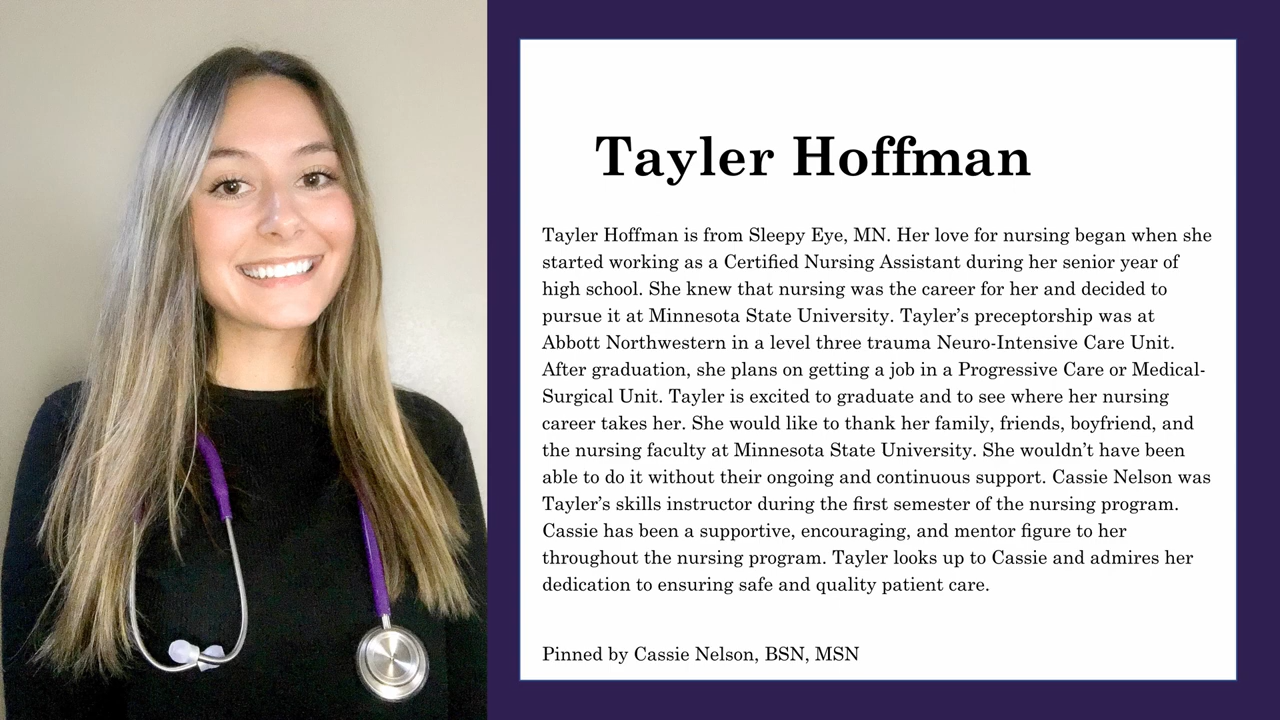 Tayler Hoffman
Tayler Hoffman is from Sleepy Eye, MN. Her love for nursing began when she
started working as a Certified Nursing Assistant during her senior year of
high school. She knew that nursing was the career for her and decided to
pursue it at Minnesota State University. Tayler’s preceptorship was at
Abbott Northwestern in a level three trauma Neuro-Intensive Care Unit.
After graduation, she plans on getting a job in a Progressive Care or Medical-
Surgical Unit. Tayler is excited to graduate and to see where her nursing
career takes her. She would like to thank her family, friends, boyfriend, and
the nursing faculty at Minnesota State University. She wouldn’t have been
able to do it without their ongoing and continuous support. Cassie Nelson was
Tayler’s skills instructor during the first semester of the nursing program.
Cassie has been a supportive, encouraging, and mentor figure to her
throughout the nursing program. Tayler looks up to Cassie and admires her
dedication to ensuring safe and quality patient care.
Pinned by Cassie Nelson, BSN, MSN